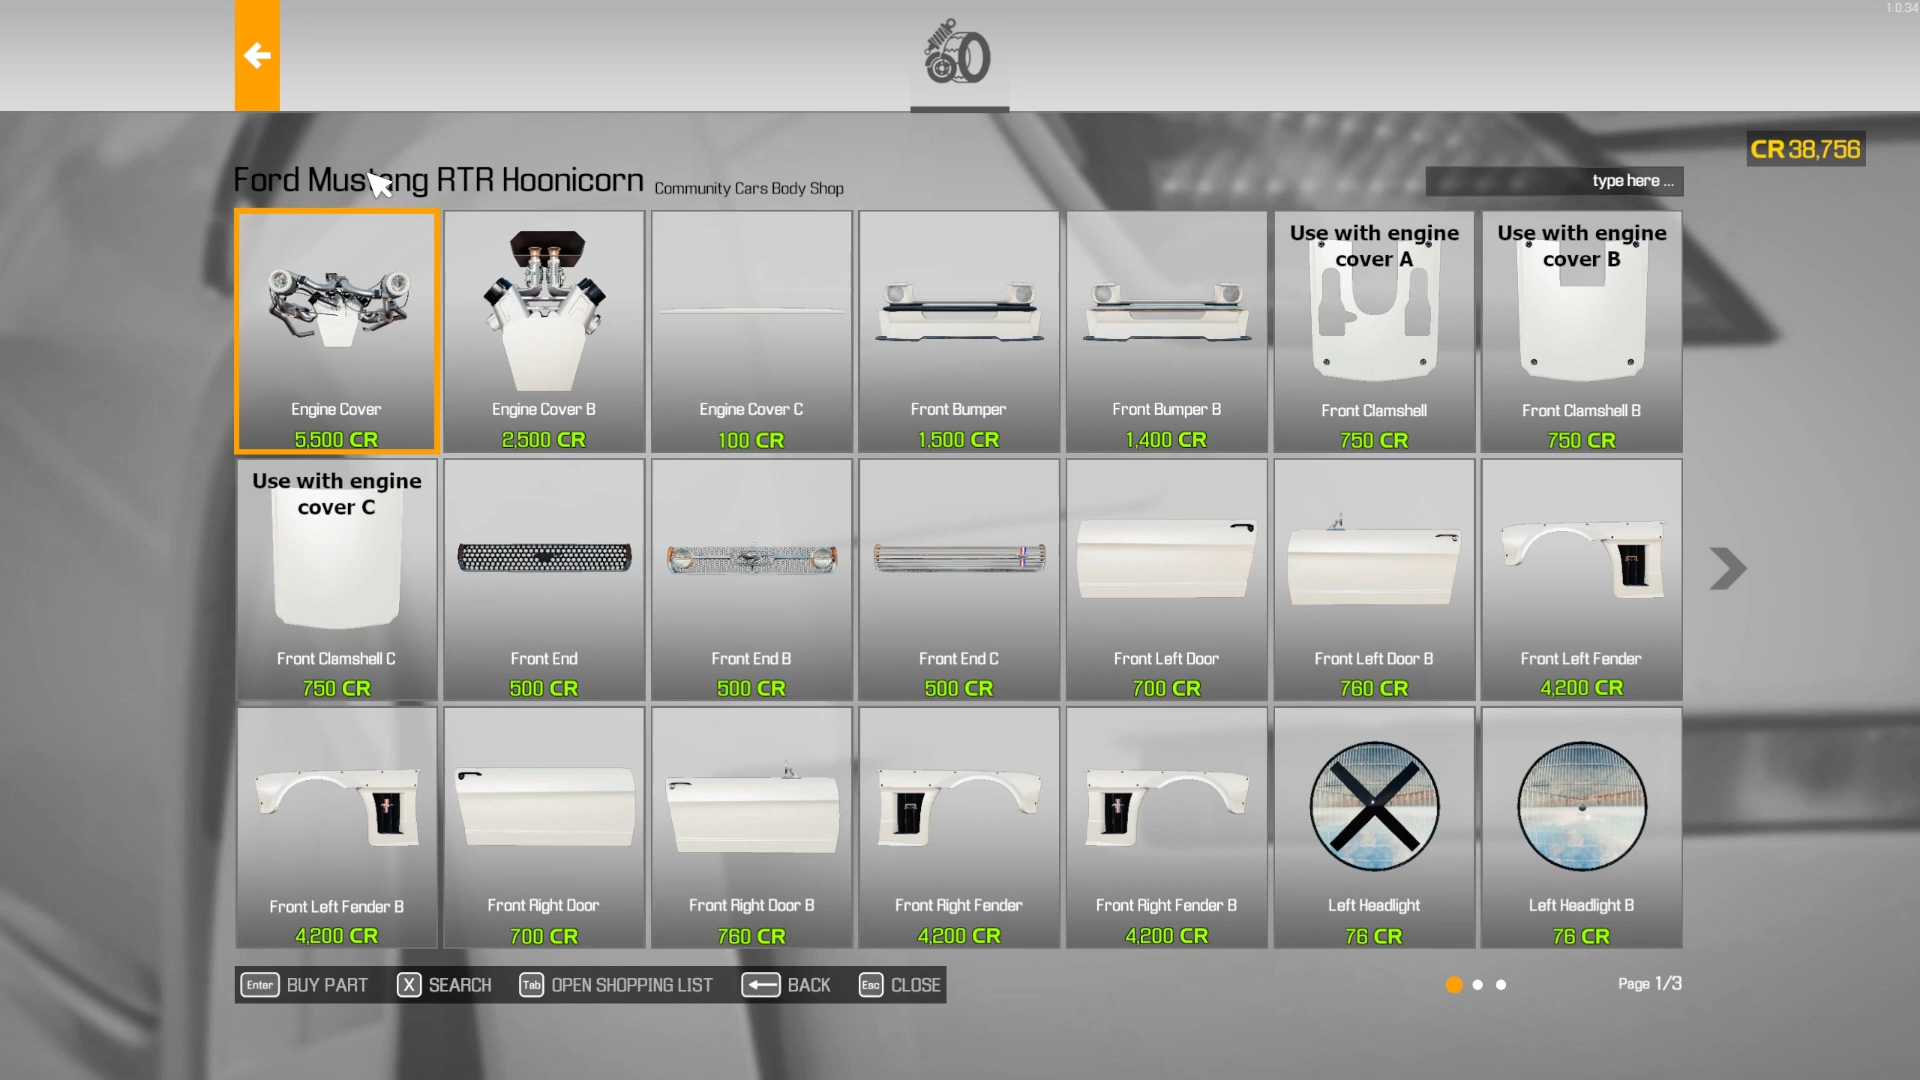 1.0.34
CR 38,756
Ford Mustang RTR Hoonicorn Community Cars Body Shop
type here ...
Engine Cover
5,500 CR
Engine Cover B
2,500 CR
Engine Cover C
100 CR
Front Bumper
1,500 CR
Front Bumper B
1,400 CR
Use with engine
cover A
Front Clamshell
750 CR
Use with engine
cover B
Front Clamshell B
750 CR
Use with engine
cover C
Front Clamshell C
750 CR
Front End
500 CR
Front End B
500 CR
Front End C
500 CR
Front Left Door
700 CR
Front Left Door B
760 CR
Front Left Fender
4,200 CR
Front Left Fender B
4,200 CR
Front Right Door
700 CR
Front Right Door B
760 CR
Front Right Fender
4,200 CR
Front Right Fender B
4,200 CR
Left Headlight
76 CR
Left Headlight B
76 CR
Enter BUY PART X SEARCH Tab OPEN SHOPPING LIST BACK Esc CLOSE
Page 1/3